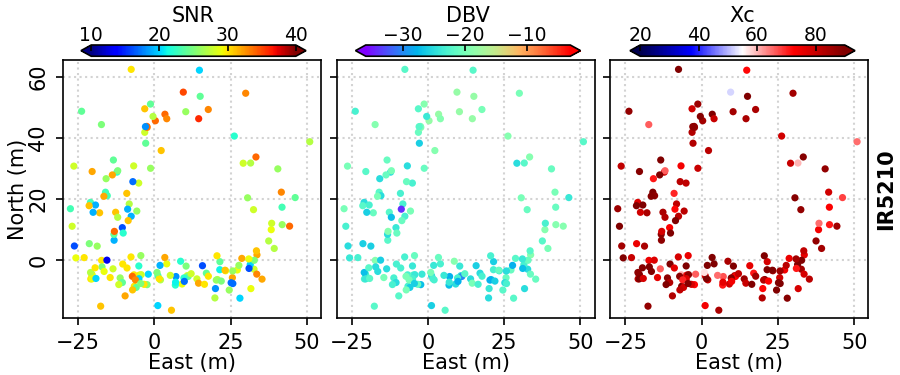 SNR DBV Xc
10 20 30 40 −30 −20 −10 20 40 60 80
60
40
20
0
North (m)
IR5210
−25 0 25 50 −25 0 25 50 −25 0 25 50
East (m) East (m) East (m)